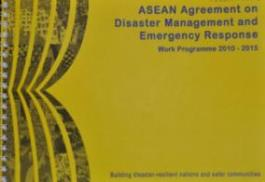 ASEAN Agreement on
Disaster Management and
Emergency Response
Work Programme 2010 - 2015
Building disaster-resilient nations and safer communities